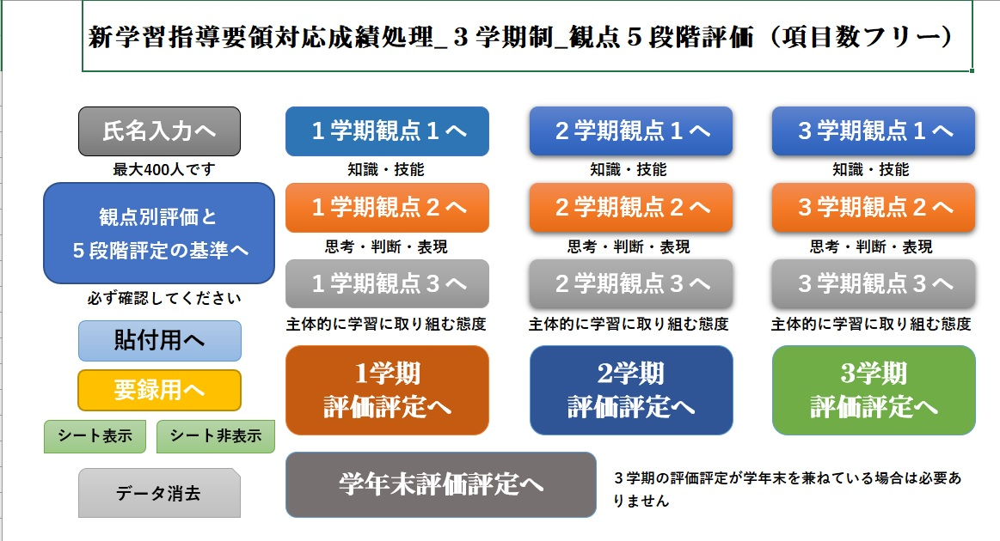 新学習指導要領対応成績処理_３学期制_観点５段階評価（項目数フリー）
氏名入力へ
最大400人です
観点別評価と
５段階評定の基準へ
必ず確認してください
貼付用へ
要録用へ
シート表示
シート非表示
データ消去
１学期観点１へ
知識・技能
１学期観点２へ
思考・判断・表現
１学期観点３へ
主体的に学習に取り組む態度
1学期
評価評定へ
２学期観点１へ
知識・技能
２学期観点２へ
思考・判断・表現
２学期観点３へ
主体的に学習に取り組む態度
2学期
評価評定へ
３学期観点１へ
知識・技能
３学期観点２へ
思考・判断・表現
３学期観点３へ
主体的に学習に取り組む態度
3学期
評価評定へ
学年末評価評定へ
３学期の評価評定が学年末を兼ねている場合は必要あ
りません